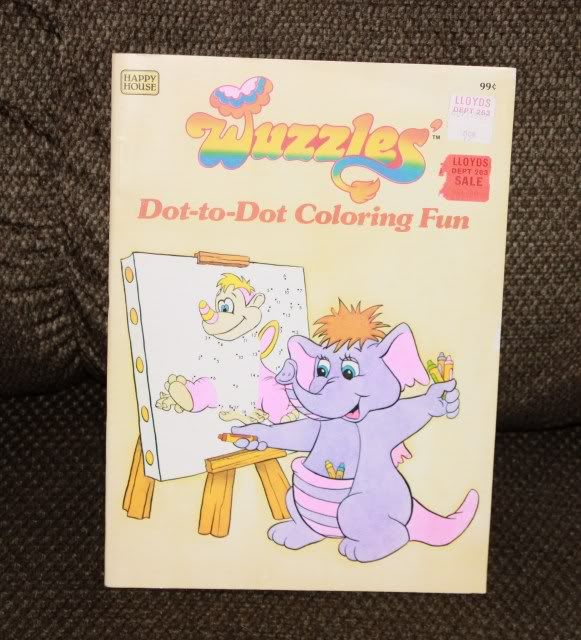 HAPPY
HOUSE
99¢
LLOYDS
DEPT 263
Wuzzles™
LLOYDS
DEPT 263
SALE
Dot-to-Dot Coloring Fun